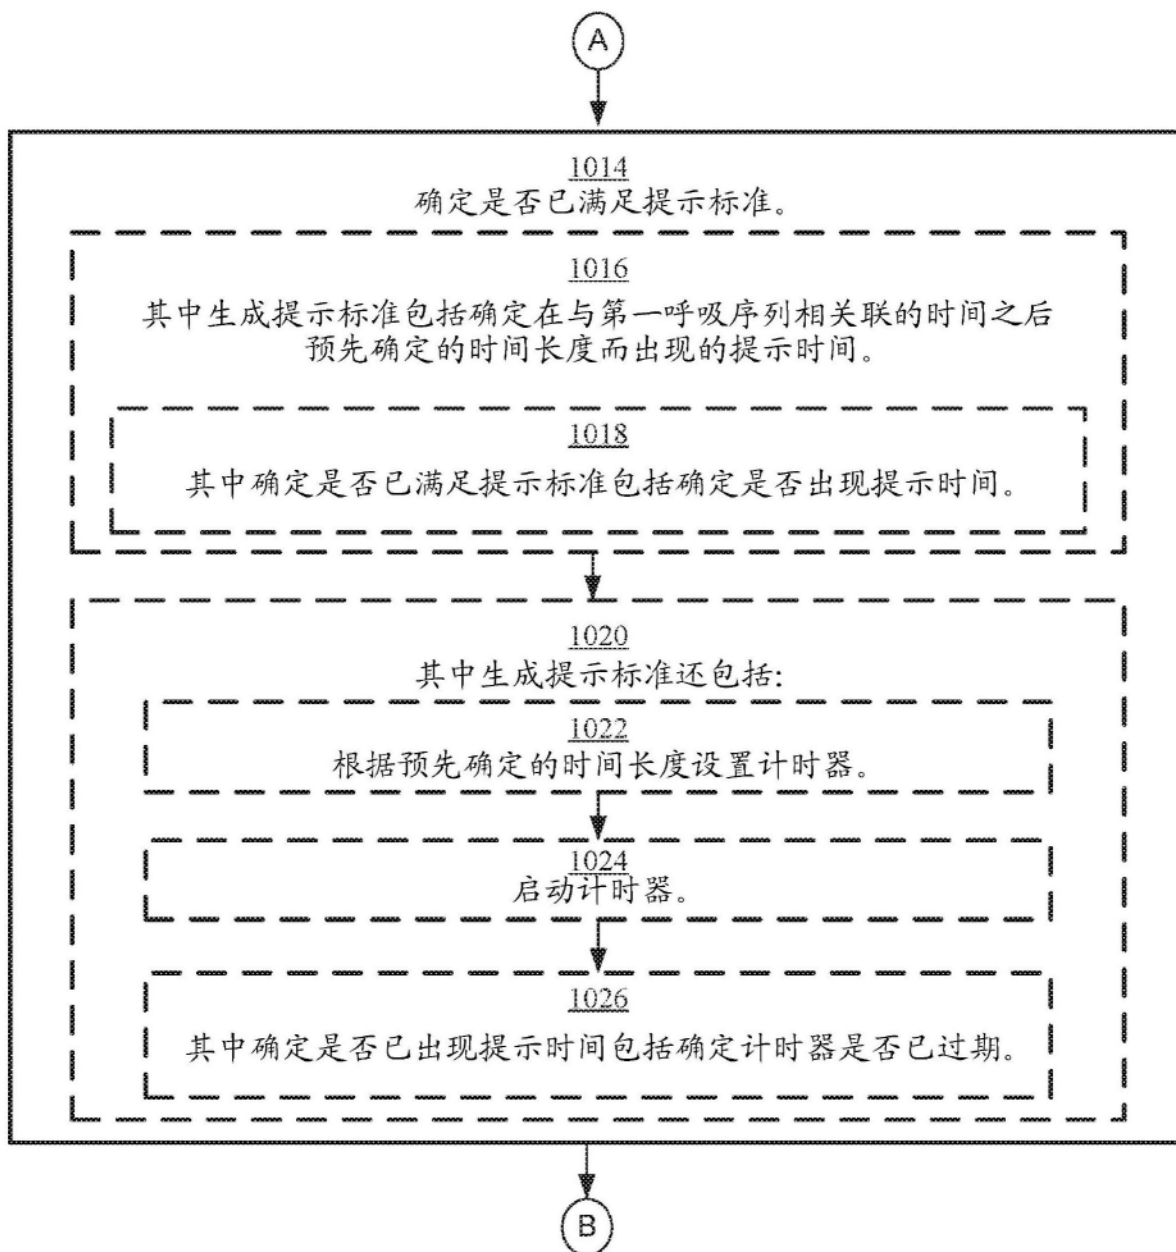 A
1014
确定是否已满足提示标准。
1016
其中生成提示标准包括确定在与第一呼吸序列相关联的时间之后
预先确定的时间长度而出现的提示时间。
1018
其中确定是否已满足提示标准包括确定是否出现提示时间。
1020
其中生成提示标准还包括:
1022
根据预先确定的时间长度设置计时器。
1024
启动计时器。
1026
其中确定是否已出现提示时间包括确定计时器是否已过期。
B